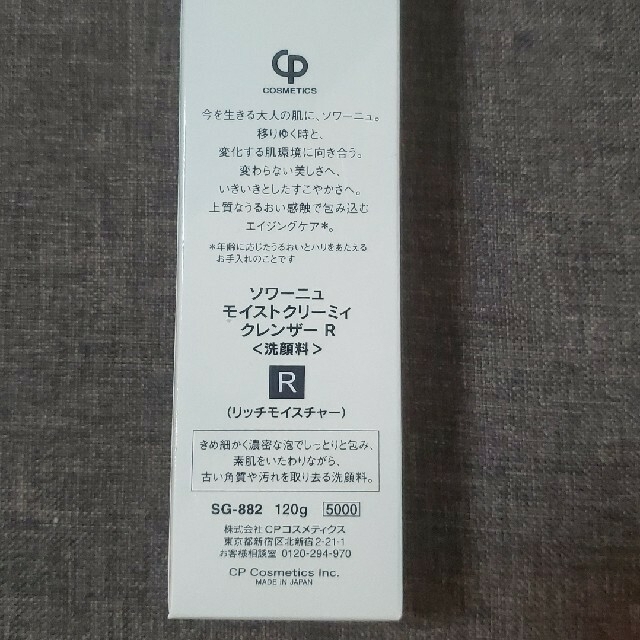 CP
COSMETICS
今を生きる大人の肌に、ソワーニュ。
移りゆく時と、
変化する肌環境に向き合う。
変わらない美しさへ、
いきいきとしたすこやかさへ。
上質なうるおい感触で包み込む
エイジングケア*。
*年齢に応じたうるおいとハリをあたえる
お手入れのことです
ソワーニュ
モイストクリーミィ
クレンザー R
<洗顔料>
R
(リッチモイスチャー)
きめ細かく濃密な泡でしっとりと包み、
素肌をいたわりながら、
古い角質や汚れを取り去る洗顔料。
SG-882 120g 5000
株式会社CPコスメティクス
東京都新宿区北新宿2-21-1
お客様相談室 0120-294-970
CP Cosmetics Inc.
MADE IN JAPAN